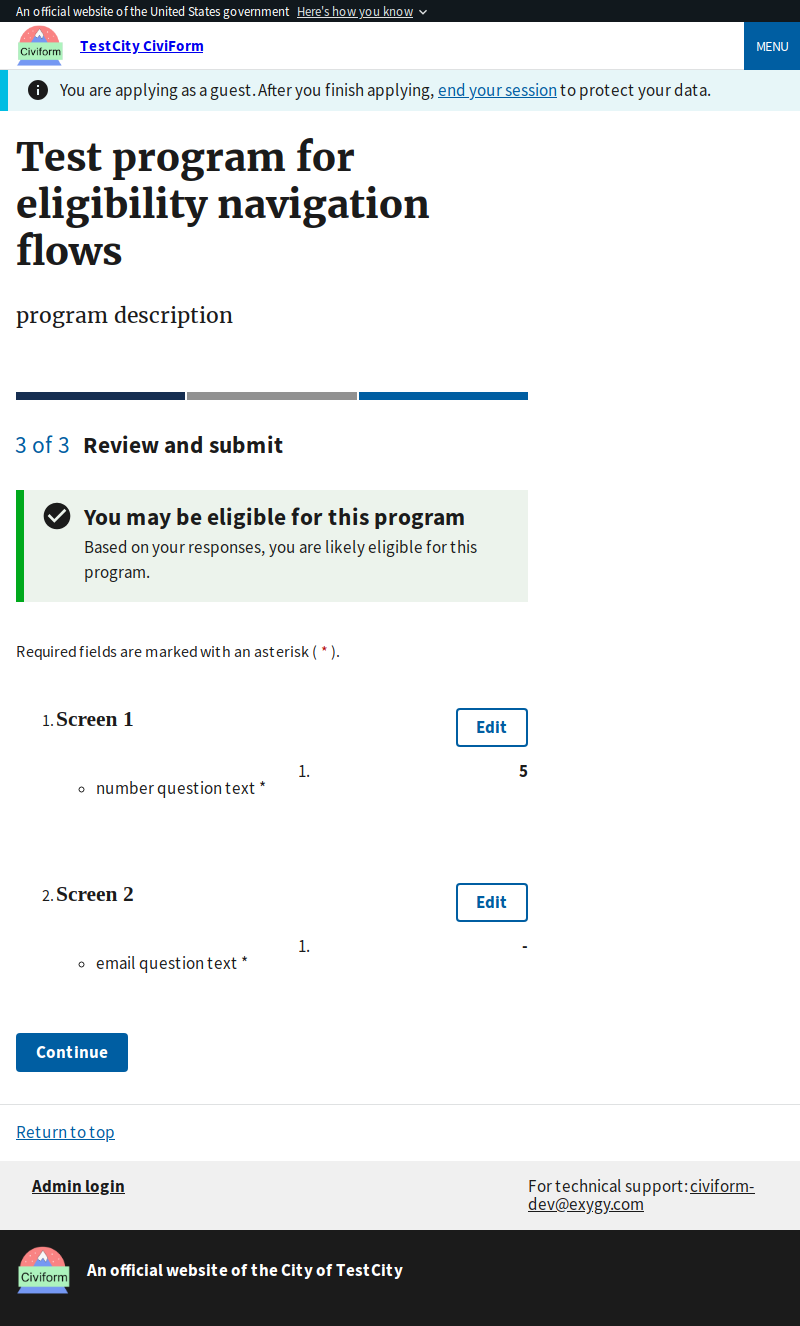 An official website of the United States government Here's how you know
Civiform
TestCity CiviForm
MENU
You are applying as a guest. After you finish applying, end your session to protect your data.
Test program for
eligibility navigation
flows
program description
3 of 3 Review and submit
You may be eligible for this program
Based on your responses, you are likely eligible for this
program.
Required fields are marked with an asterisk ( * ).
1. Screen 1
Edit
1. 5
number question text *
2. Screen 2
Edit
1. -
email question text *
Continue
Return to top
Admin login
For technical support: civiform-
dev@exygy.com
Civiform
An official website of the City of TestCity